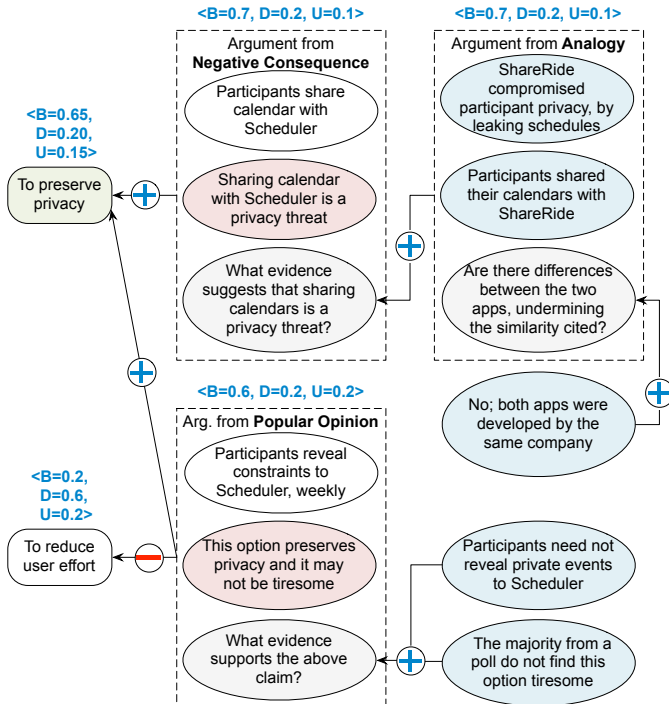 <B=0.7, D=0.2, U=0.1>
Argument from
Negative Consequence
Participants share
calendar with
Scheduler
Sharing calendar
with Scheduler is a
privacy threat
What evidence
suggests that sharing
calendars is a
privacy threat?
<B=0.7, D=0.2, U=0.1>
Argument from Analogy
ShareRide
compromised
participant privacy, by
leaking schedules
Participants shared
their calendars with
ShareRide
Are there differences
between the two
apps, undermining
the similarity cited?
No; both apps were
developed by the
same company
<B=0.65,
D=0.20,
U=0.15>
To preserve
privacy
<B=0.6, D=0.2, U=0.2>
Arg. from Popular Opinion
Participants reveal
constraints to
Scheduler, weekly
This option preserves
privacy and it may
not be tiresome
What evidence
supports the above
claim?
<B=0.2,
D=0.6,
U=0.2>
To reduce
user effort
Participants need not
reveal private events
to Scheduler
The majority from a
poll do not find this
option tiresome